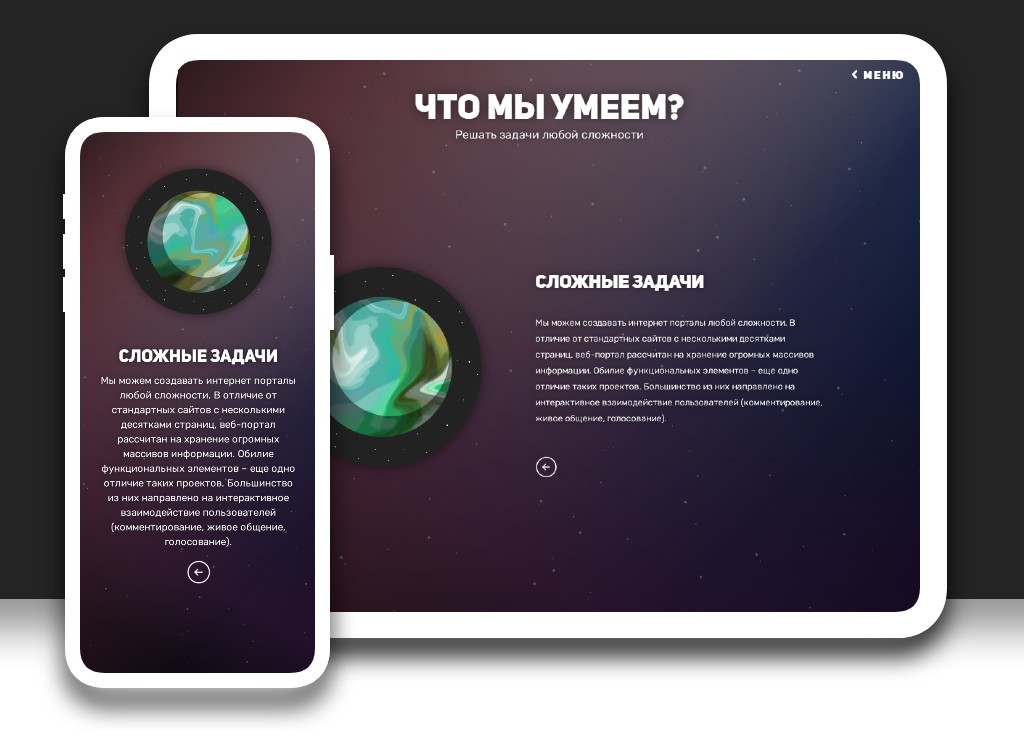 МЕНЮ
ЧТО МЫ УМЕЕМ?
Решать задачи любой сложности
СЛОЖНЫЕ ЗАДАЧИ
Мы можем создавать интернет порталы любой сложности. В
отличие от стандартных сайтов с несколькими десятками
страниц, веб-портал рассчитан на хранение огромных массивов
информации. Обилие функциональных элементов – еще одно
отличие таких проектов. Большинство из них направлено на
интерактивное взаимодействие пользователей (комментирование,
живое общение, голосование).
СЛОЖНЫЕ ЗАДАЧИ
Мы можем создавать интернет порталы
любой сложности. В отличие от
стандартных сайтов с несколькими
десятками страниц, веб-портал
рассчитан на хранение огромных
массивов информации. Обилие
функциональных элементов – еще одно
отличие таких проектов. Большинство
из них направлено на интерактивное
взаимодействие пользователей
(комментирование, живое общение,
голосование).